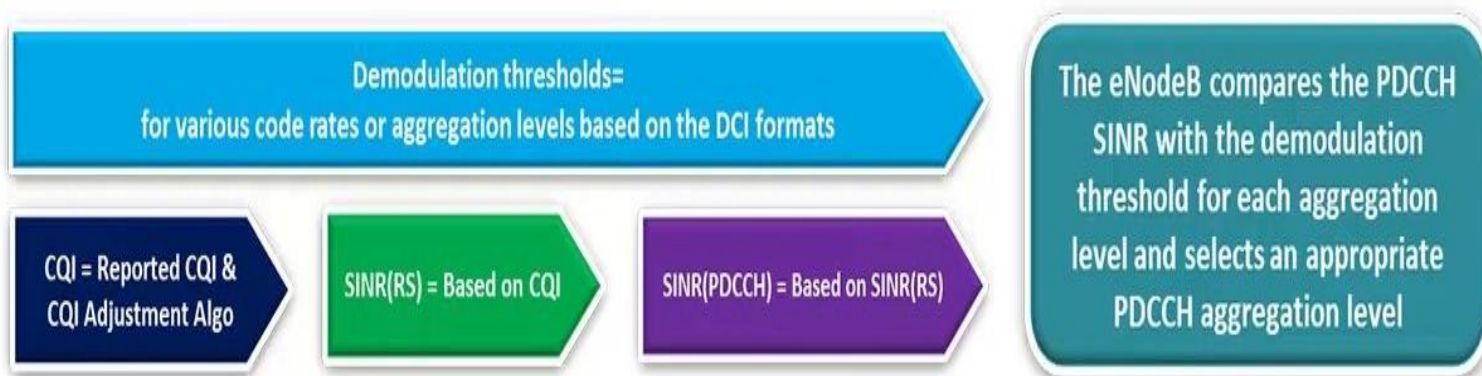 Demodulation thresholds=
for various code rates or aggregation levels based on the DCI formats
CQI = Reported CQI &
CQI Adjustment Algo
SINR(RS) = Based on CQI
SINR(PDCCH) = Based on SINR(RS)
The eNodeB compares the PDCCH
SINR with the demodulation
threshold for each aggregation
level and selects an appropriate
PDCCH aggregation level